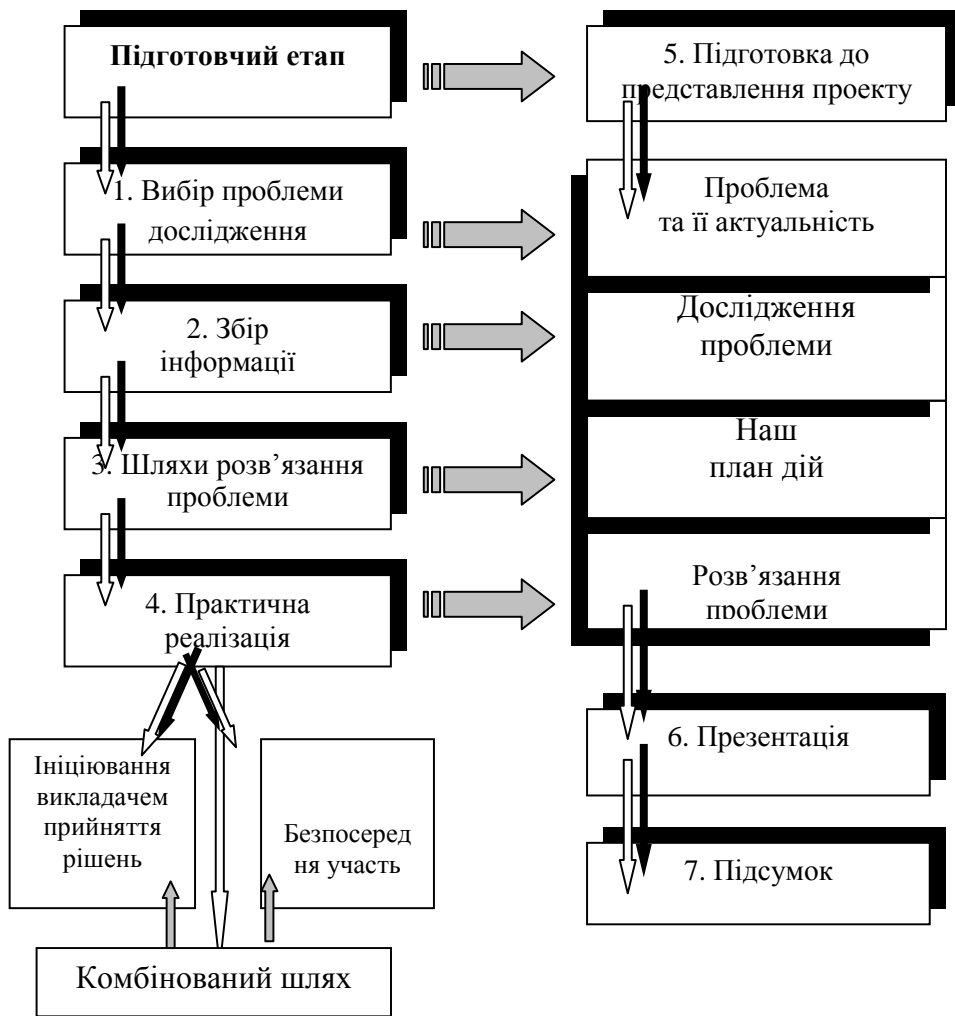 Підготовчий етап
1. Вибір проблеми
дослідження
2. Збір
інформації
3. Шляхи розв’язання
проблеми
4. Практична
реалізація
Ініціювання
викладачем
прийняття
рішень
Безпосеред
ня участь
Комбінований шлях
5. Підготовка до
представлення проекту
Проблема
та її актуальність
Дослідження
проблеми
Наш
план дій
Розв’язання
проблеми
6. Презентація
7. Підсумок